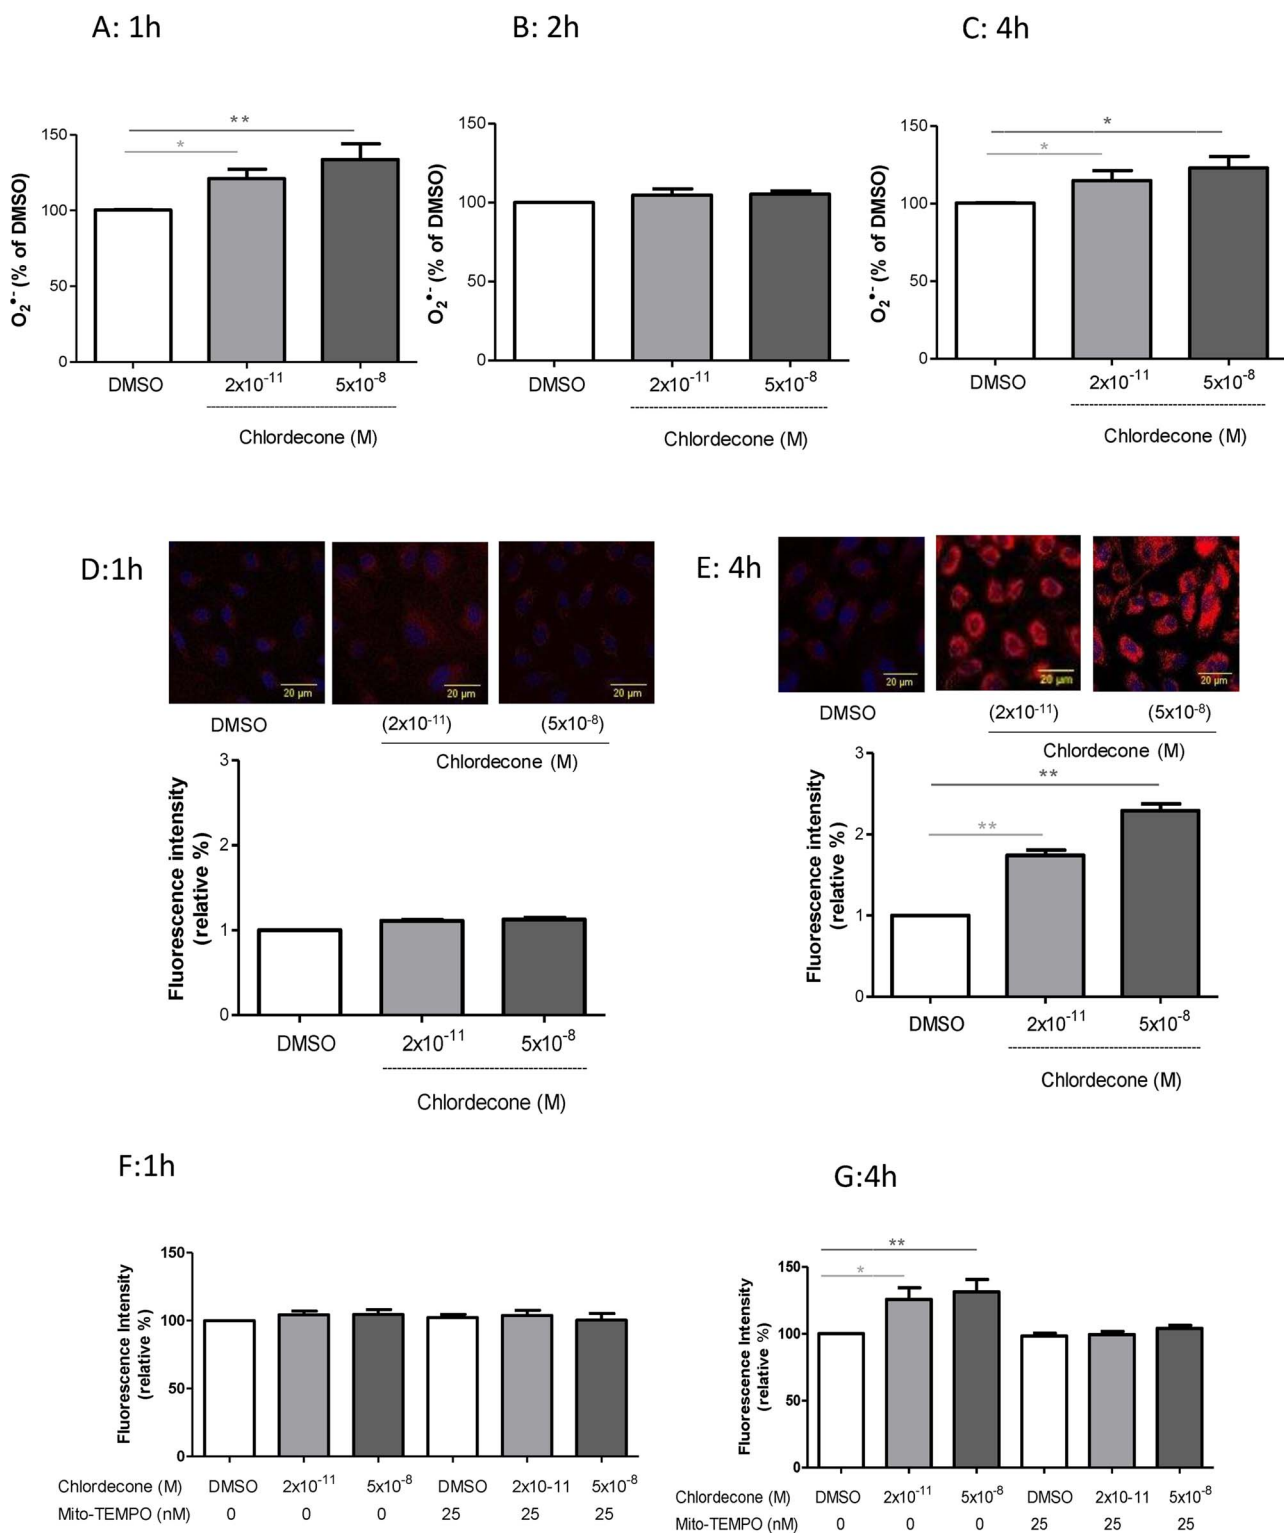 A: 1h
B: 2h
C: 4h
O₂•⁻ (% of DMSO)
150
100
50
0
**
*
DMSO
2x10⁻¹¹
5x10⁻⁸
Chlordecone (M)
O₂•⁻ (% of DMSO)
150
100
50
0
DMSO
2x10⁻¹¹
5x10⁻⁸
Chlordecone (M)
O₂•⁻ (% of DMSO)
150
100
50
0
*
*
DMSO
2x10⁻¹¹
5x10⁻⁸
Chlordecone (M)
D:1h
20 µm
20 µm
20 µm
DMSO
(2x10⁻¹¹)
(5x10⁻⁸)
Chlordecone (M)
Fluorescence intensity
(relative %)
3
2
1
0
DMSO
2x10⁻¹¹
5x10⁻⁸
Chlordecone (M)
E: 4h
20 µm
20 µm
20 µm
DMSO
(2x10⁻¹¹)
(5x10⁻⁸)
Chlordecone (M)
Fluorescence intensity
(relative %)
3
2
1
0
**
**
DMSO
2x10⁻¹¹
5x10⁻⁸
Chlordecone (M)
F:1h
Fluorescence Intensity
(relative %)
150
100
50
0
Chlordecone (M) DMSO 2x10⁻¹¹ 5x10⁻⁸ DMSO 2x10-11 5x10⁻⁸
Mito-TEMPO (nM) 0 0 0 25 25 25
G:4h
Fluorescence Intensity
(relative %)
150
100
50
0
**
*
Chlordecone (M) DMSO 2x10⁻¹¹ 5x10⁻⁸ DMSO 2x10-11 5x10⁻⁸
Mito-TEMPO (nM) 0 0 0 25 25 25